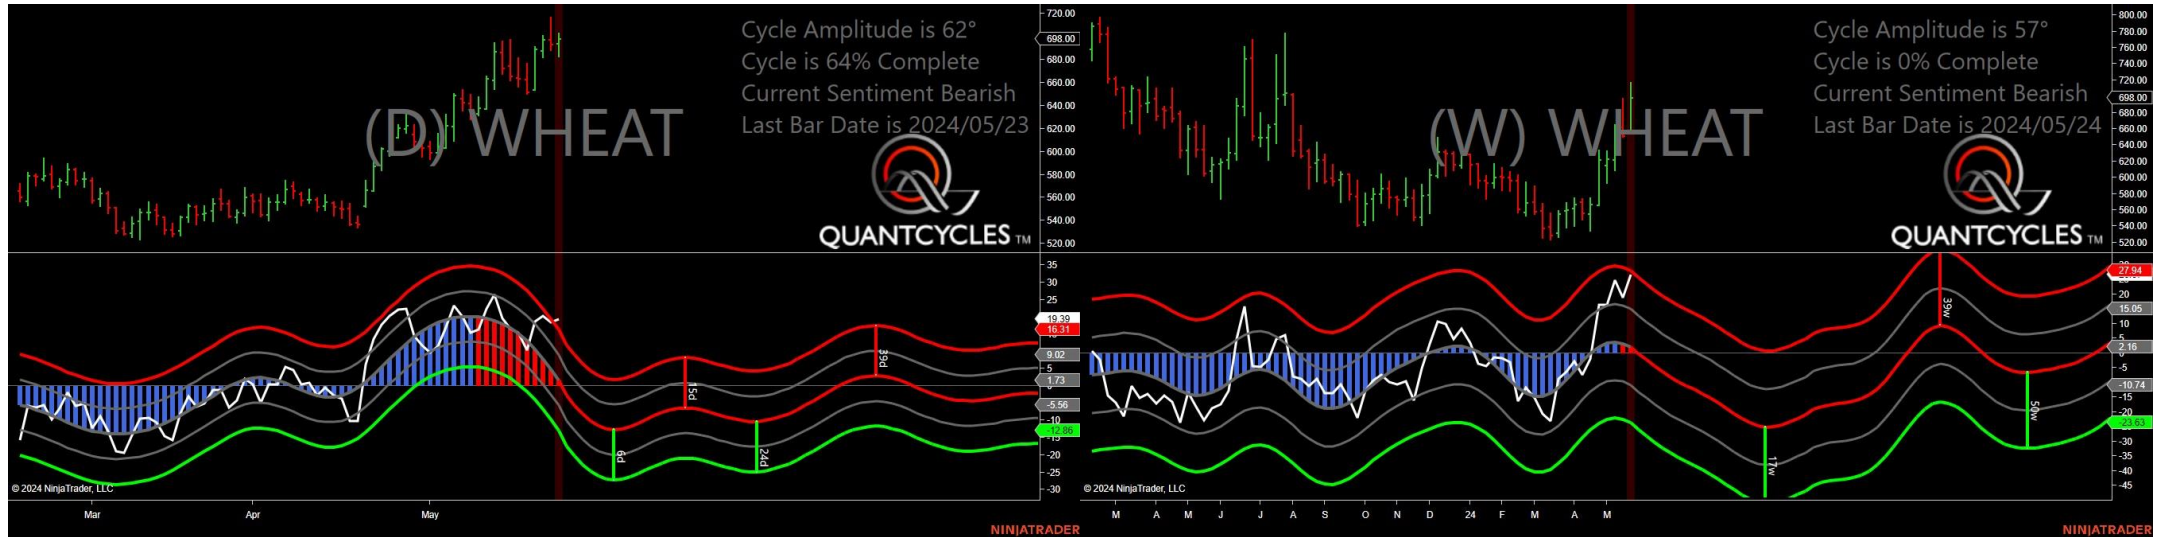 Cycle Amplitude is 62°
Cycle is 64% Complete
Current Sentiment Bearish
Last Bar Date is 2024/05/23
(D) WHEAT
QUANTCYCLES TM
720.00
698.00
680.00
660.00
640.00
620.00
600.00
580.00
560.00
540.00
520.00
35
30
25
19.39
16.31
9.02
5
1.73
-5.56
-10
-12.86
-15
-20
-25
-30
15d
39d
6d
24d
© 2024 NinjaTrader, LLC
Mar Apr May
NINJATRADER
Cycle Amplitude is 57°
Cycle is 0% Complete
Current Sentiment Bearish
Last Bar Date is 2024/05/24
(W) WHEAT
QUANTCYCLES TM
800.00
780.00
760.00
740.00
720.00
698.00
680.00
660.00
640.00
620.00
600.00
580.00
560.00
540.00
520.00
27.94
20
15.05
10
5
2.16
-5
-10.74
-15
-20
-23.63
-30
-35
-40
-45
39w
50w
17w
© 2024 NinjaTrader, LLC
M A M J J A S O N D 24 F M A M
NINJATRADER